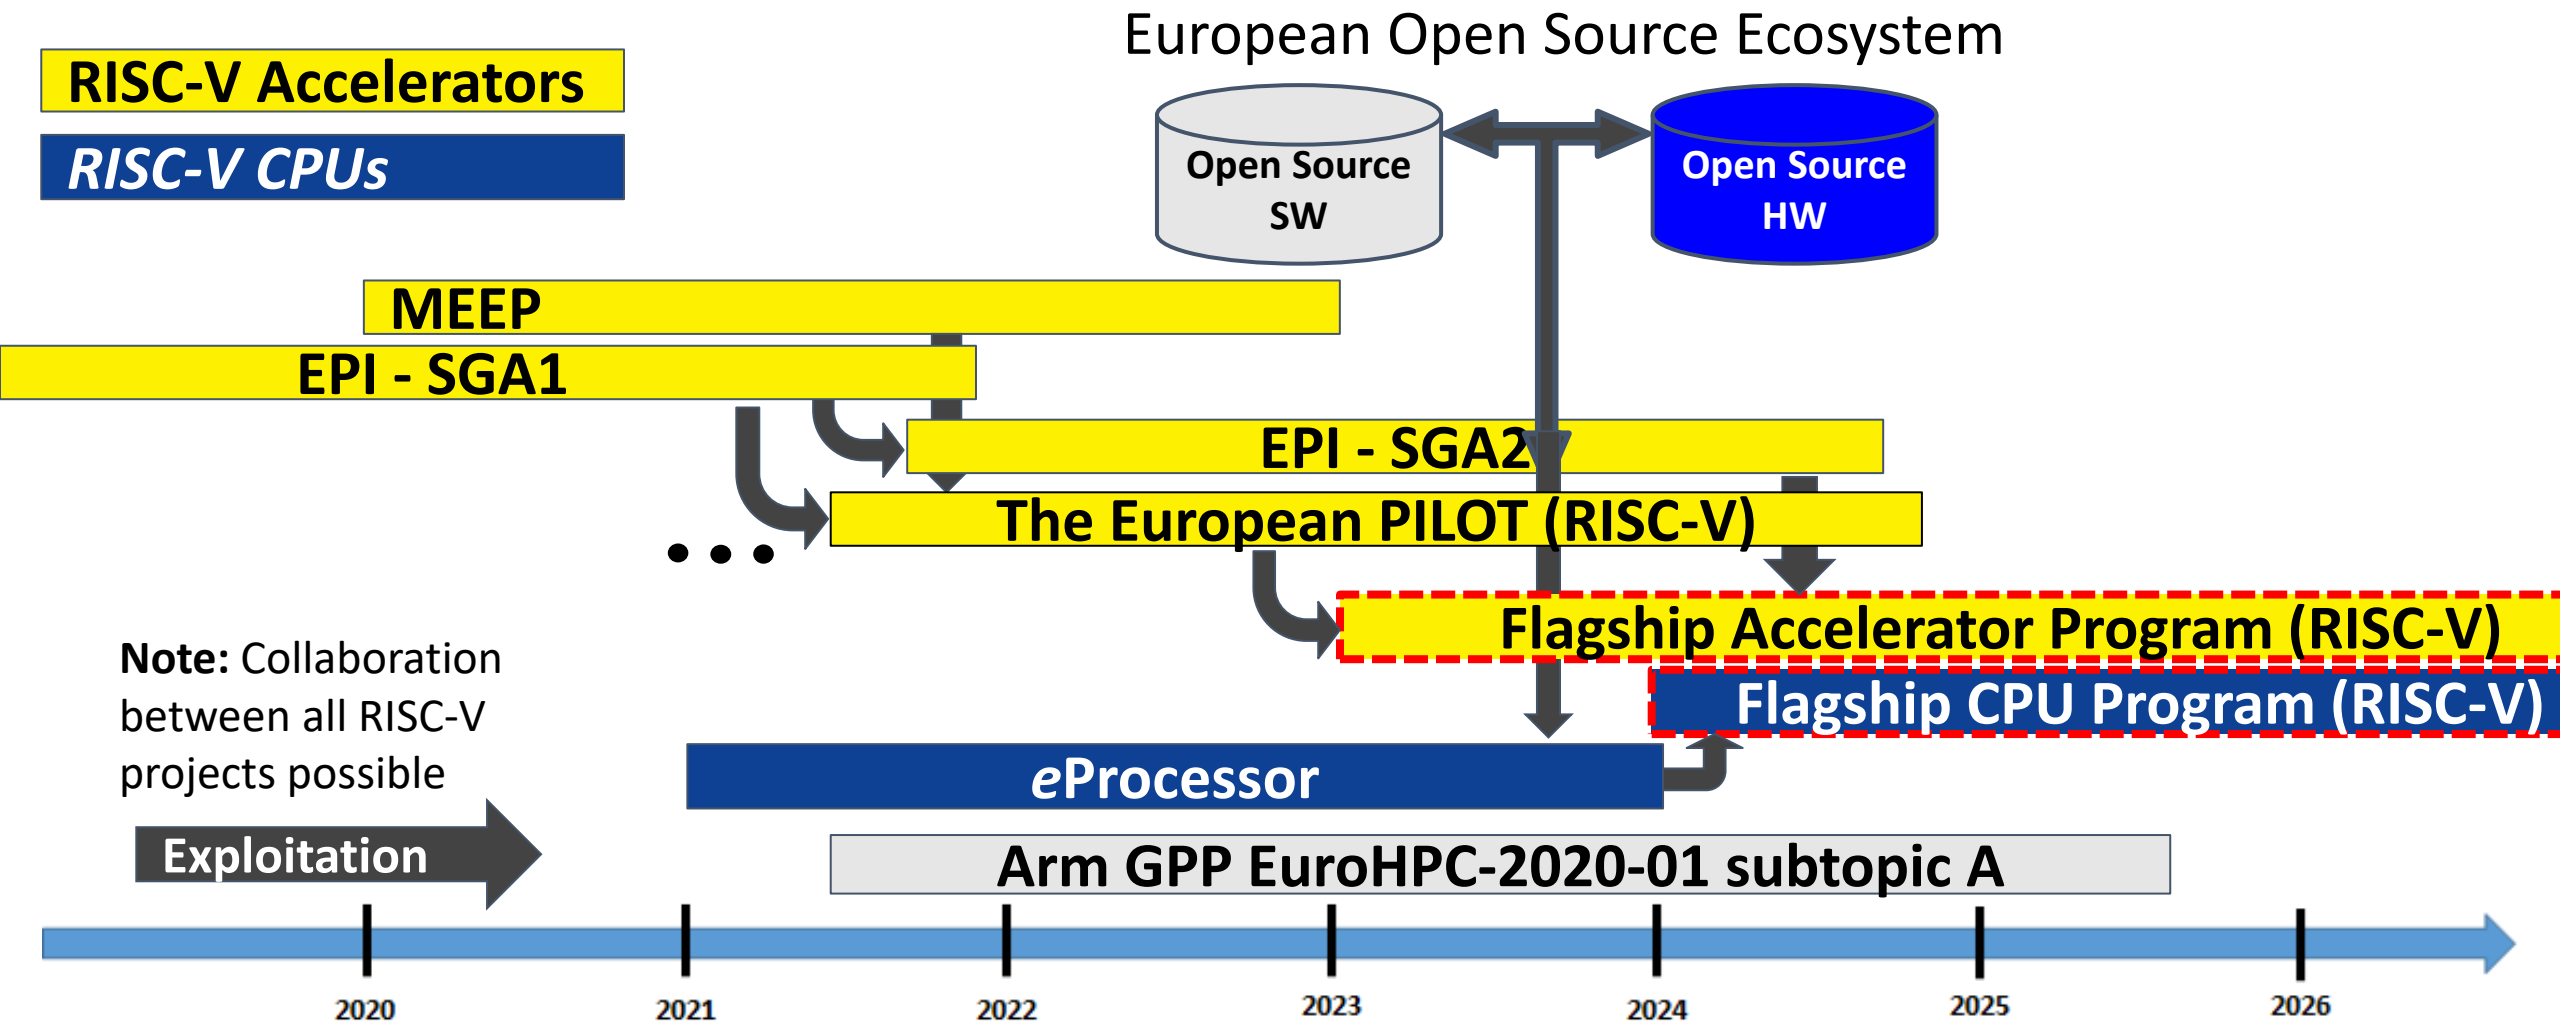 European Open Source Ecosystem
RISC-V Accelerators
RISC-V CPUs
Open Source
SW
Open Source
HW
MEEP
EPI - SGA1
EPI - SGA2
The European PILOT (RISC-V)
...
Flagship Accelerator Program (RISC-V)
Note: Collaboration
between all RISC-V
projects possible
Flagship CPU Program (RISC-V)
eProcessor
Exploitation
Arm GPP EuroHPC-2020-01 subtopic A
2020 2021 2022 2023 2024 2025 2026